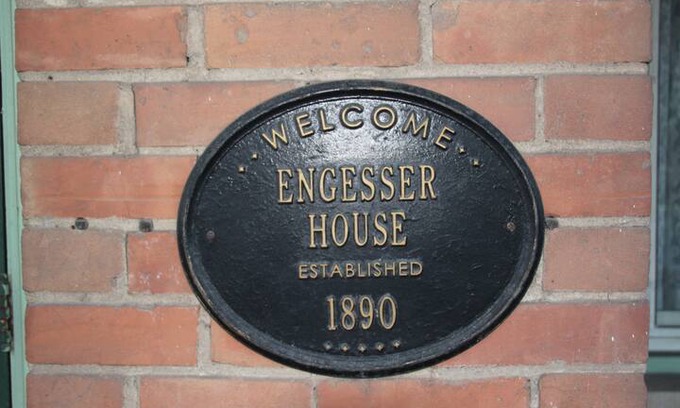 WELCOME
ENGESSER
HOUSE
ESTABLISHED
1890